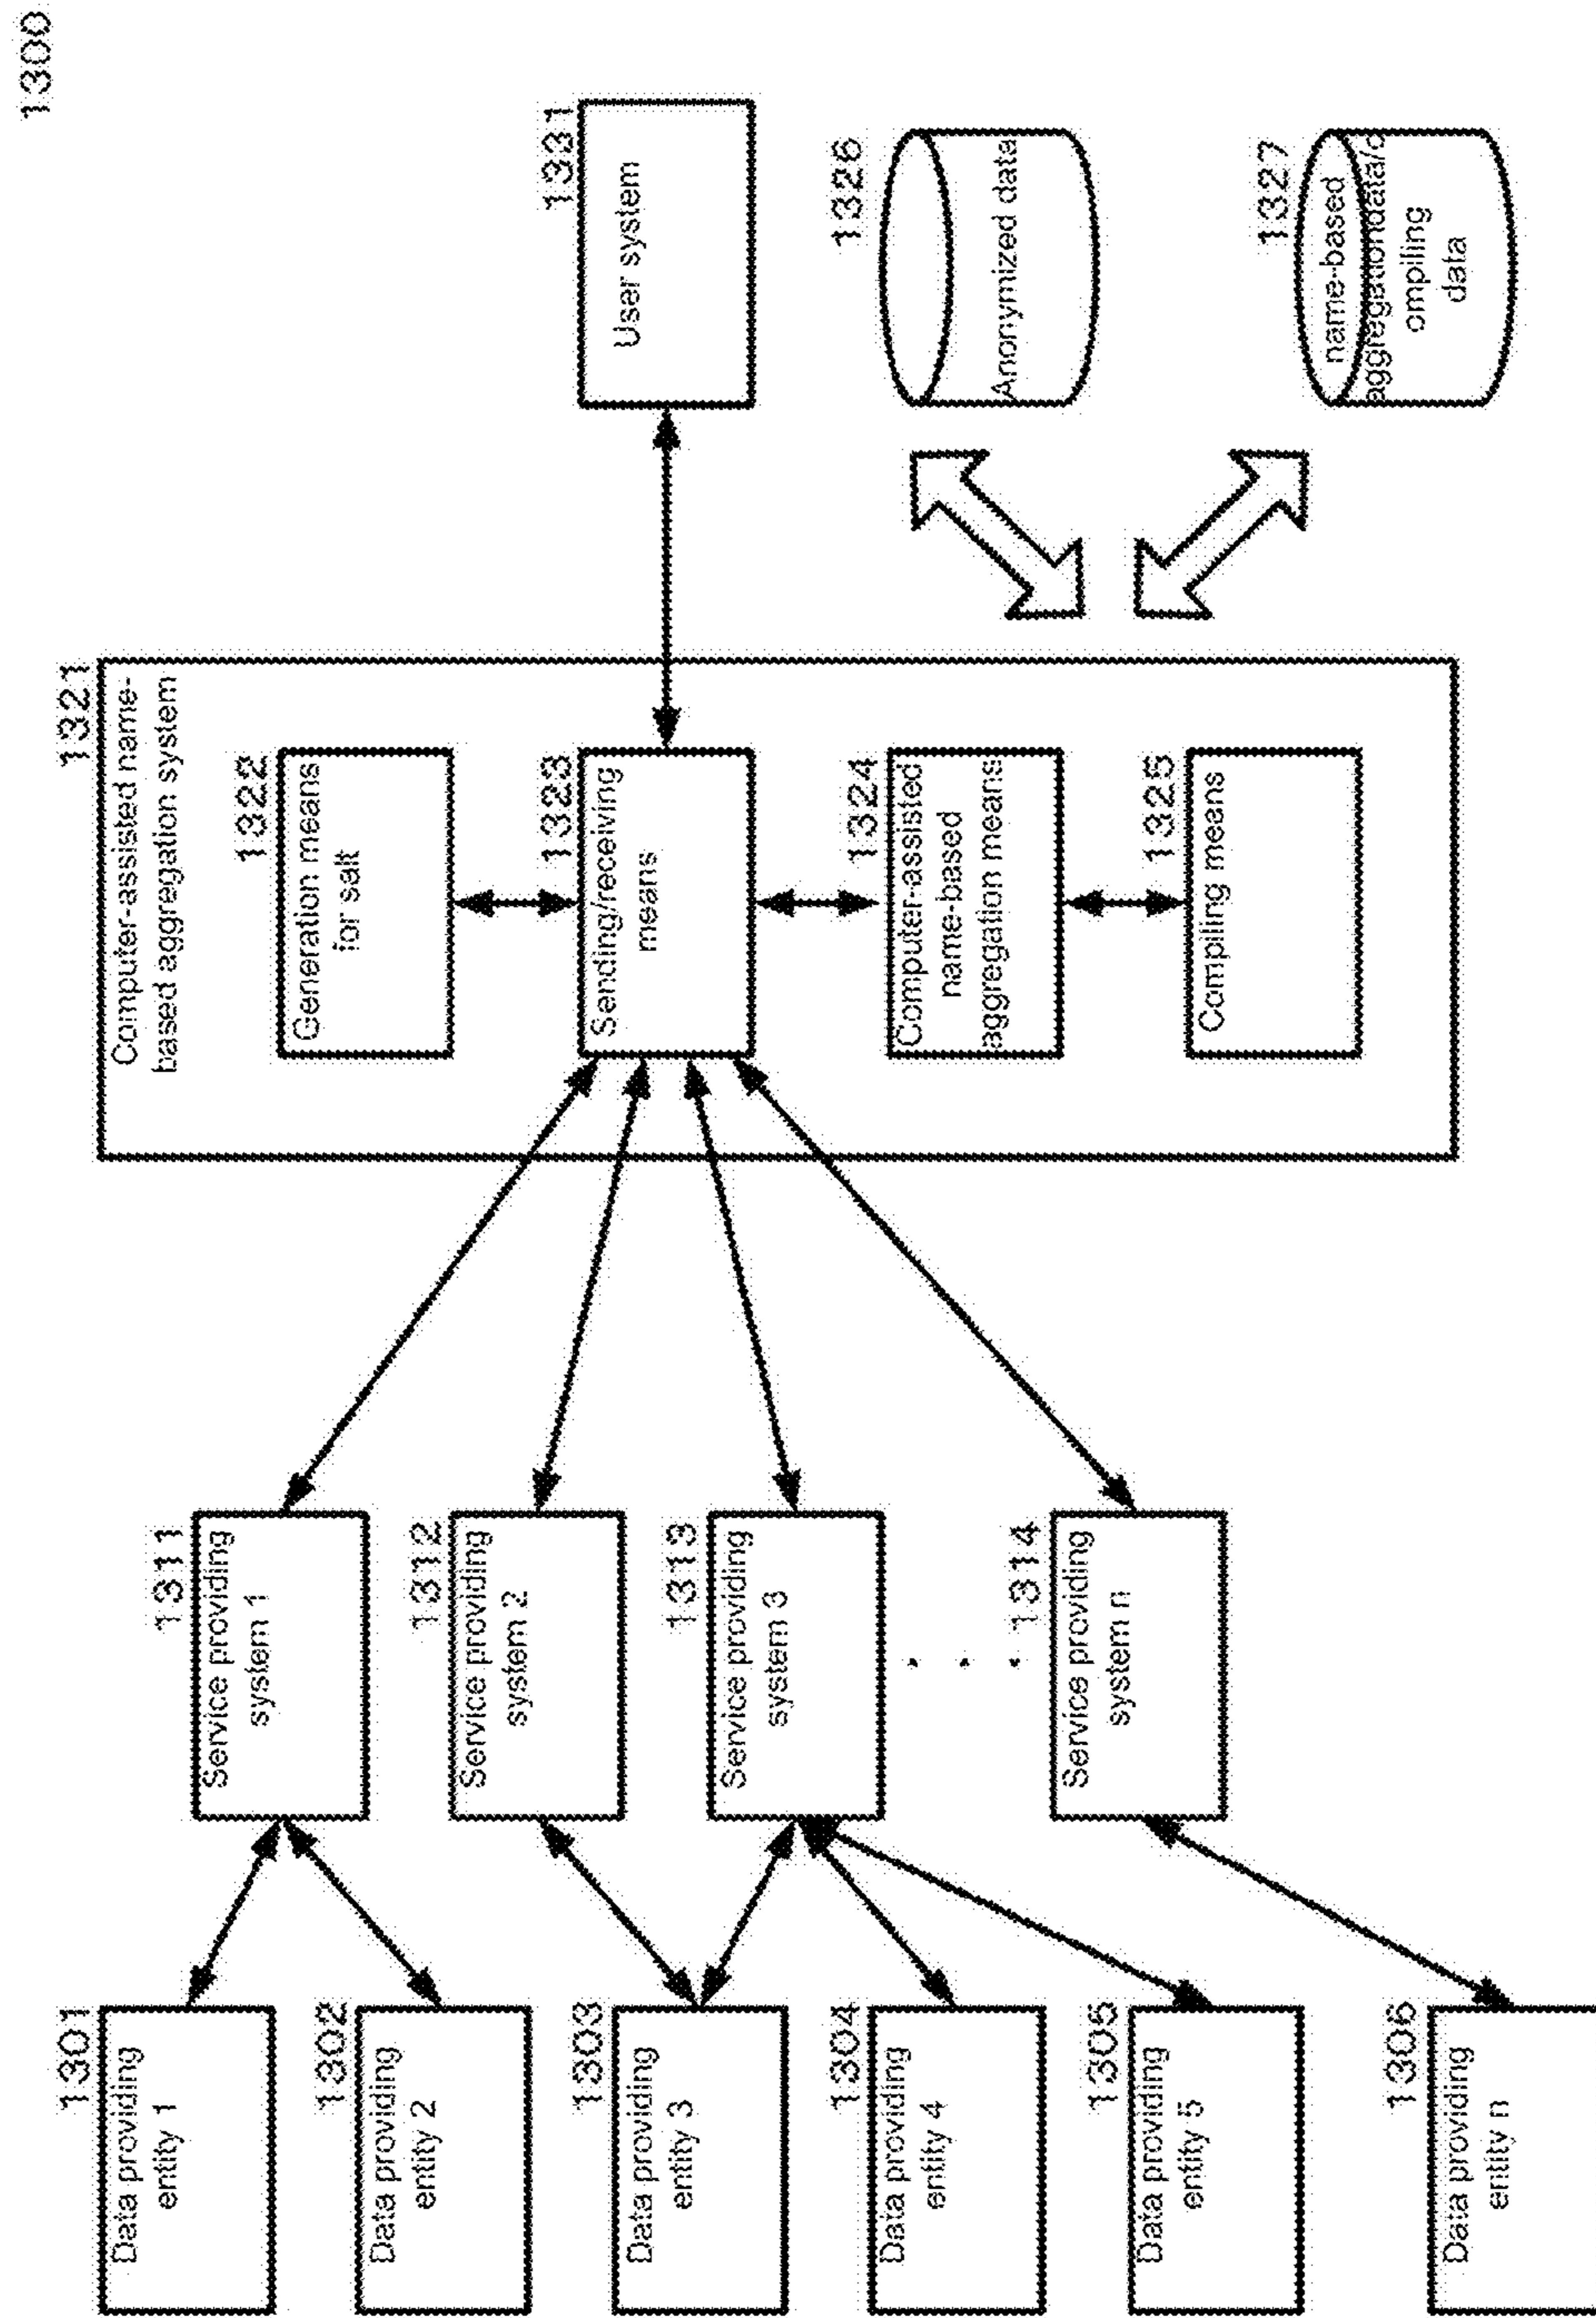 1300
1301
Data providing
entity 1
1302
Data providing
entity 2
1303
Data providing
entity 3
1304
Data providing
entity 4
1305
Data providing
entity 5
1306
Data providing
entity n
1311
Service providing
system 1
1312
Service providing
system 2
1313
Service providing
system 3
. . .
1314
Service providing
system n
1321
Computer-assisted name-
based aggregation system
1322
Generation means
for salt
1323
Sending/receiving
means
1324
Computer-assisted
name-based
aggregation means
1325
Compiling means
1331
User system
1326
Anonymized data
1327
name-based
aggregationdata/c
ompiling
data